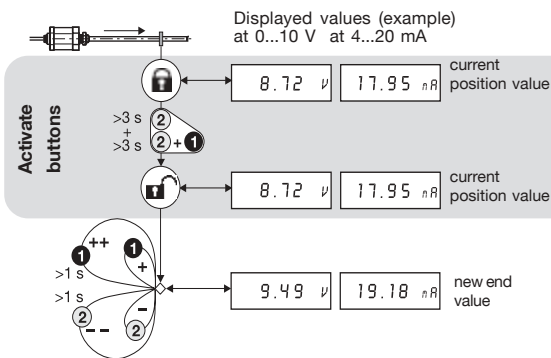 Displayed values (example)
at 0...10 V at 4...20 mA
Activate
buttons
8.72 V 17.95 mA
current
position value
>3 s 2
+
>3 s 2 + 1
8.72 V 17.95 mA
current
position value
++
1 1
>1 s +
>1 s -
2 2
--
9.49 V 19.18 mA
new end
value